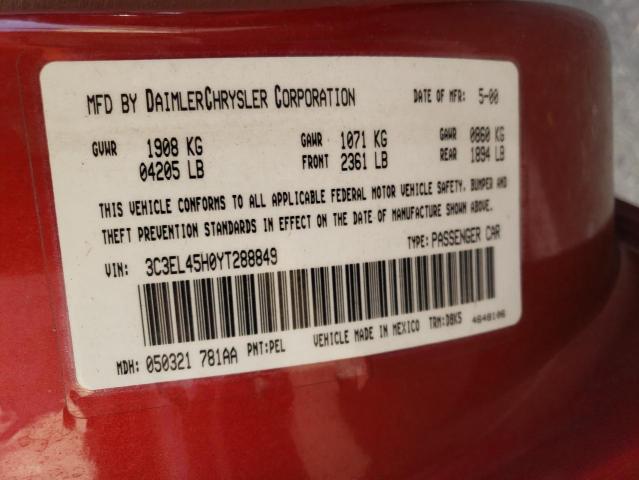 MFD BY DAIMLERCHRYSLER CORPORATION DATE OF MFR: 5-00
GVWR 1908 KG GAWR 1071 KG GAWR 0860 KG
04205 LB FRONT 2361 LB REAR 1894 LB
THIS VEHICLE CONFORMS TO ALL APPLICABLE FEDERAL MOTOR VEHICLE SAFETY, BUMPER AND
THEFT PREVENTION STANDARDS IN EFFECT ON THE DATE OF MANUFACTURE SHOWN ABOVE.
VIN: 3C3EL45H0YT288849 TYPE: PASSENGER CAR
MDH: 050321 781AA PNT:PEL VEHICLE MADE IN MEXICO TRM:DBK5 4648106